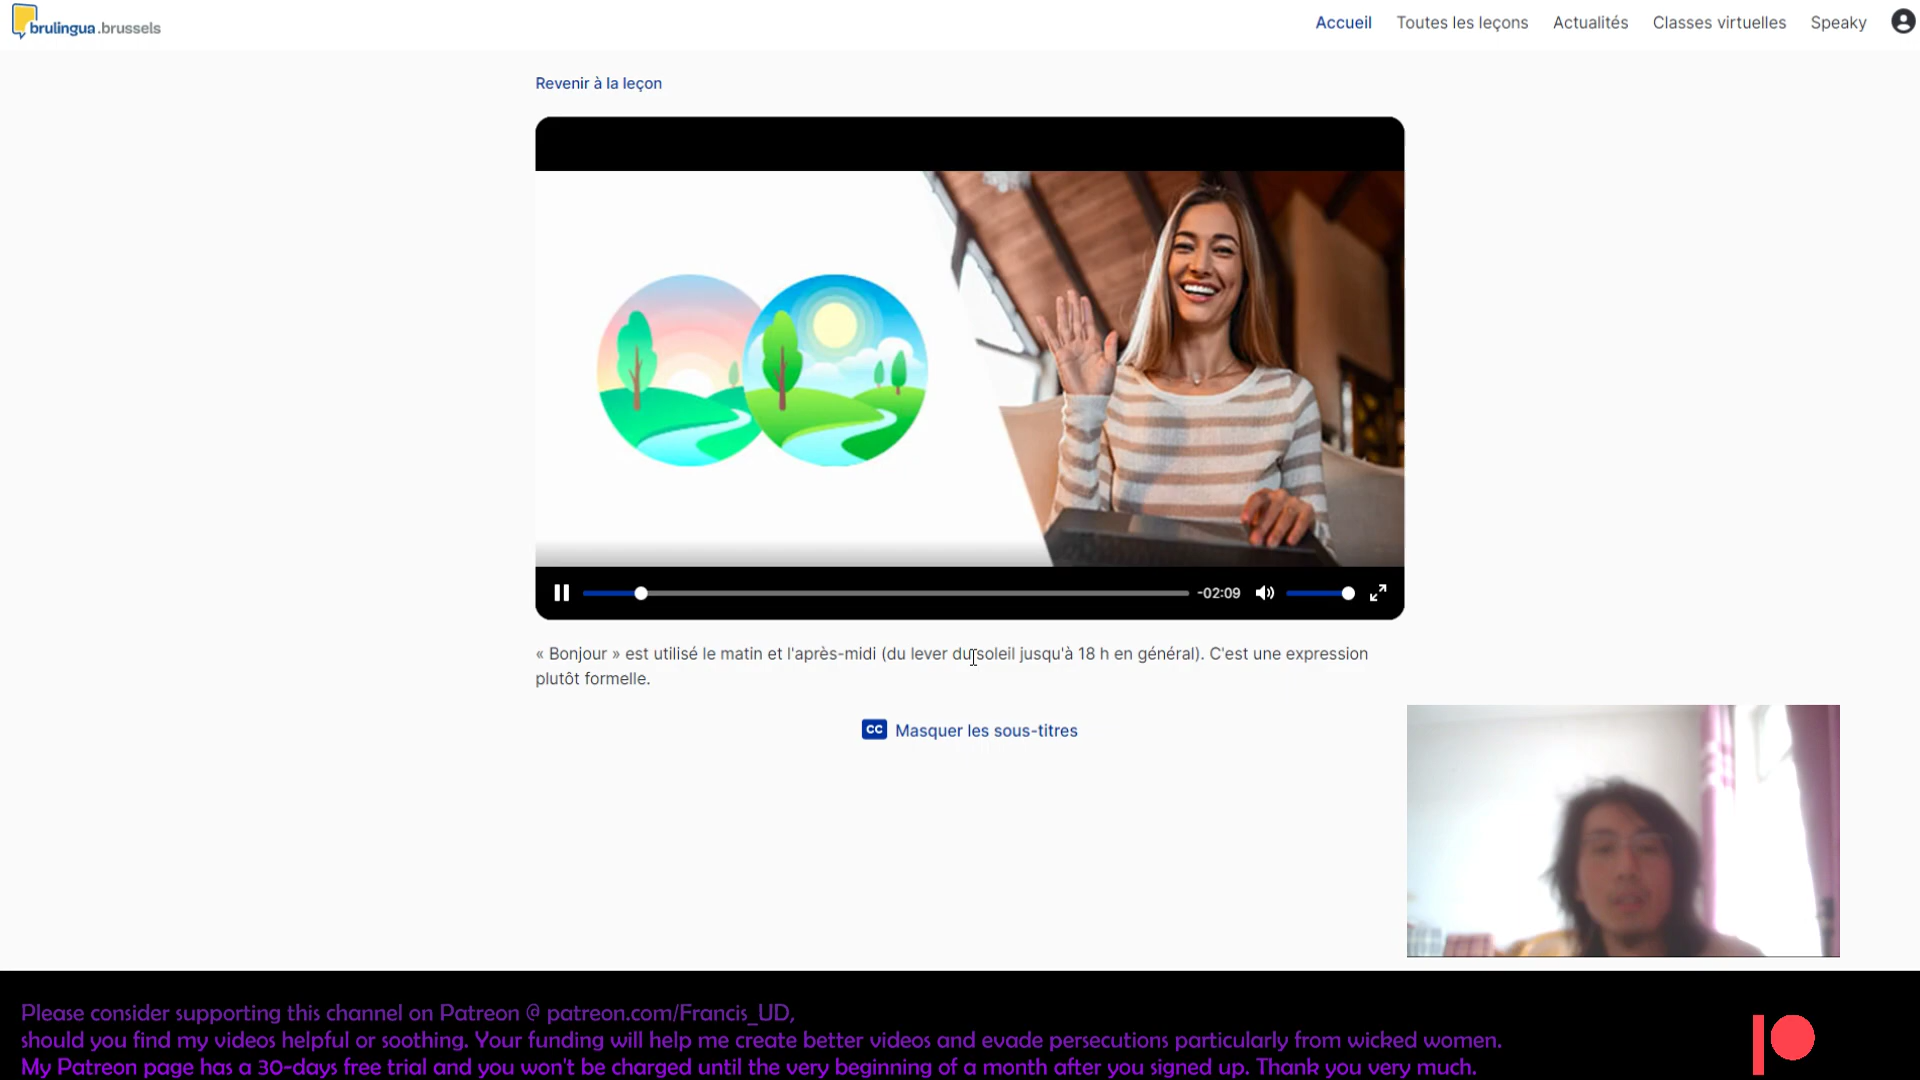 brulingua.brussels
Accueil
Toutes les leçons
Actualités
Classes virtuelles
Speaky
Revenir à la leçon
-02:09
« Bonjour » est utilisé le matin et l'après-midi (du lever du soleil jusqu'à 18 h en général). C'est une expression
plutôt formelle.
CC Masquer les sous-titres
Please consider supporting this channel on Patreon @ patreon.com/Francis_UD,
should you find my videos helpful or soothing. Your funding will help me create better videos and evade persecutions particularly from wicked women.
My Patreon page has a 30-days free trial and you won't be charged until the very beginning of a month after you signed up. Thank you very much.